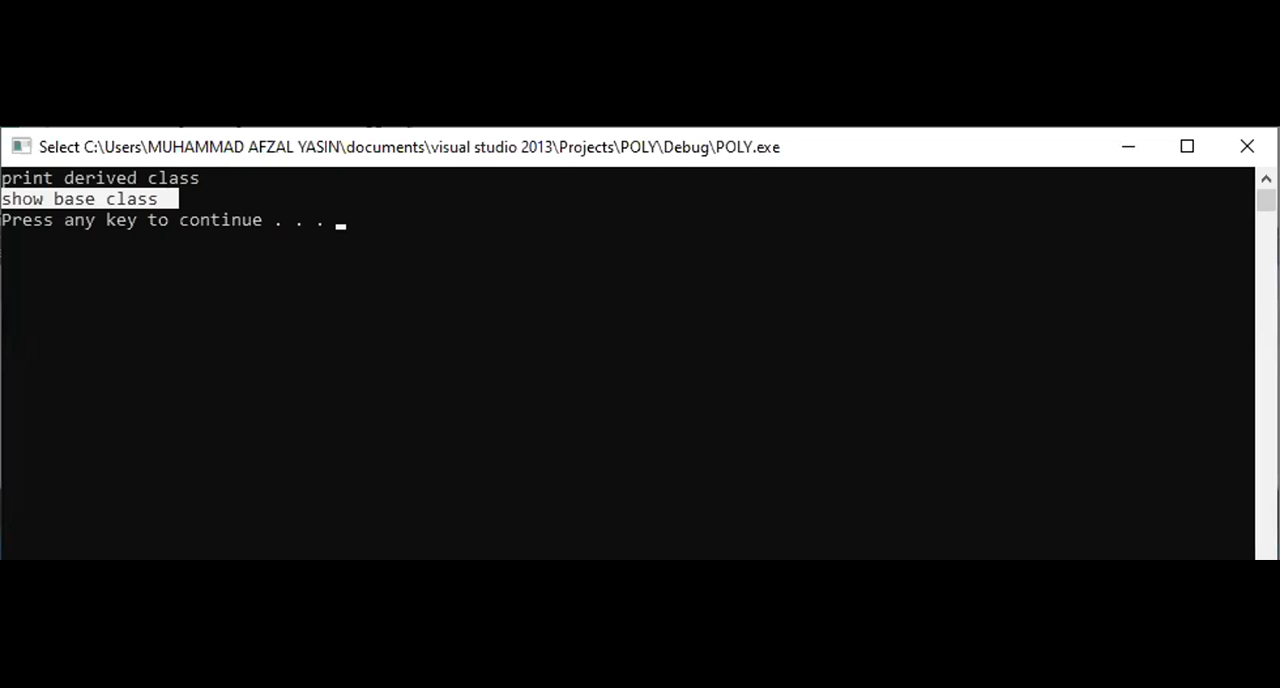 Select C:\Users\MUHAMMAD AFZAL YASIN\documents\visual studio 2013\Projects\POLY\Debug\POLY.exe
print derived class
show base class
Press any key to continue . . .